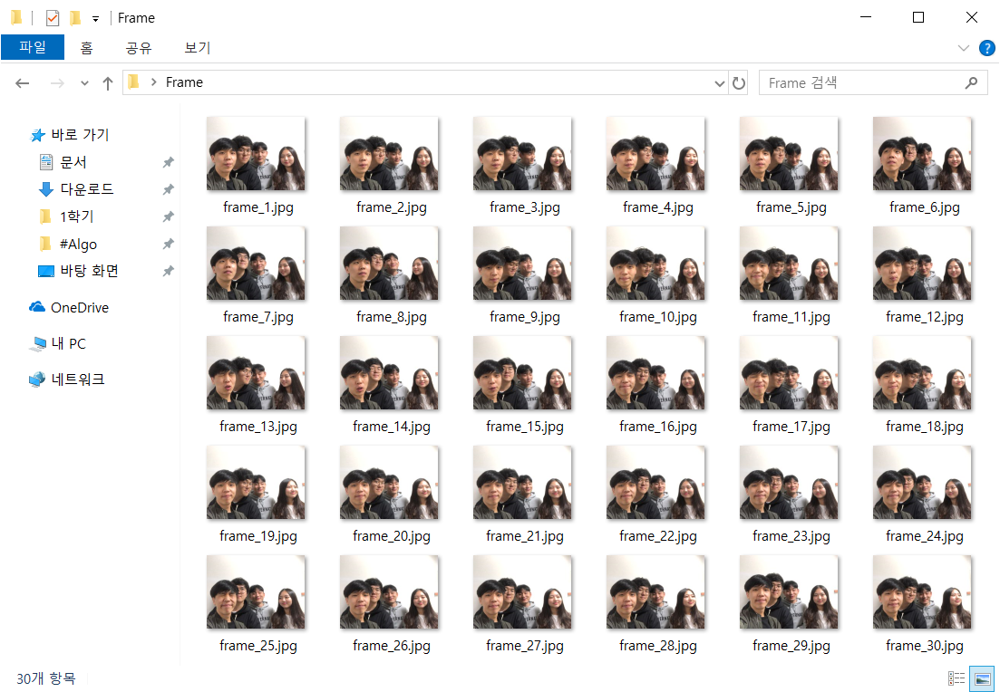 Frame
파일 홈 공유 보기
Frame
Frame 검색
바로 가기
문서
다운로드
1학기
#Algo
바탕 화면
OneDrive
내 PC
네트워크
frame_1.jpg frame_2.jpg frame_3.jpg frame_4.jpg frame_5.jpg frame_6.jpg
frame_7.jpg frame_8.jpg frame_9.jpg frame_10.jpg frame_11.jpg frame_12.jpg
frame_13.jpg frame_14.jpg frame_15.jpg frame_16.jpg frame_17.jpg frame_18.jpg
frame_19.jpg frame_20.jpg frame_21.jpg frame_22.jpg frame_23.jpg frame_24.jpg
frame_25.jpg frame_26.jpg frame_27.jpg frame_28.jpg frame_29.jpg frame_30.jpg
30개 항목